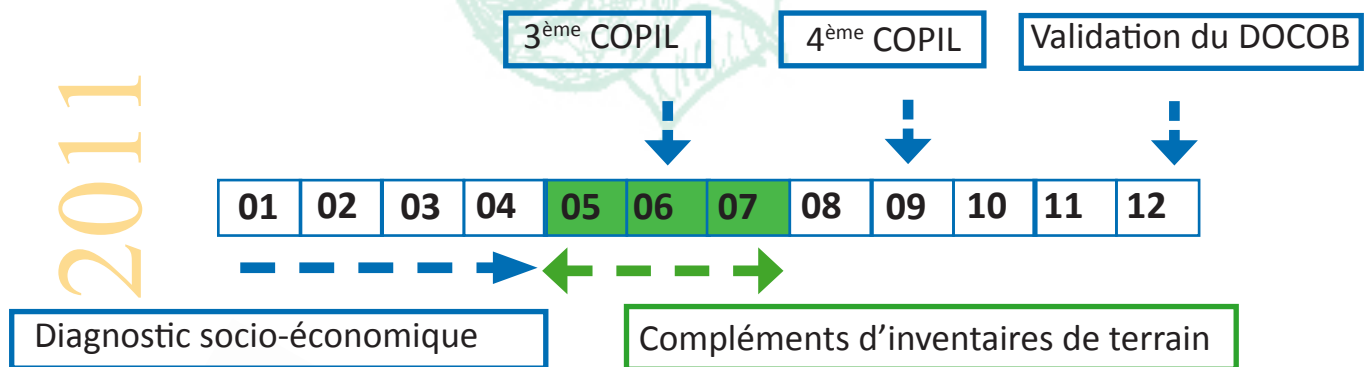 3ème COPIL
4ème COPIL
Validation du DOCOB
2011
01 02 03 04 05 06 07 08 09 10 11 12
Diagnostic socio-économique
Compléments d’inventaires de terrain